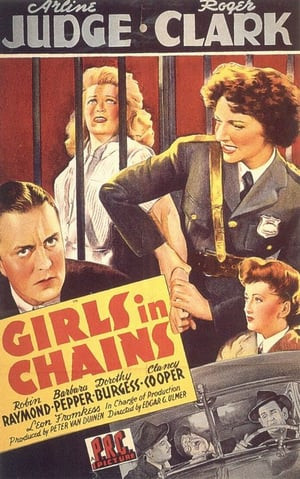 Arline Roger
JUDGE · CLARK
GIRLS in
CHAINS
Robin Barbara Dorothy Clancy
RAYMOND · PEPPER · BURGESS · COOPER
Leon Fromkess In Charge of Production
Produced by PETER VAN DUINEN Directed by EDGAR G. ULMER
P.R.C.
PICTURE